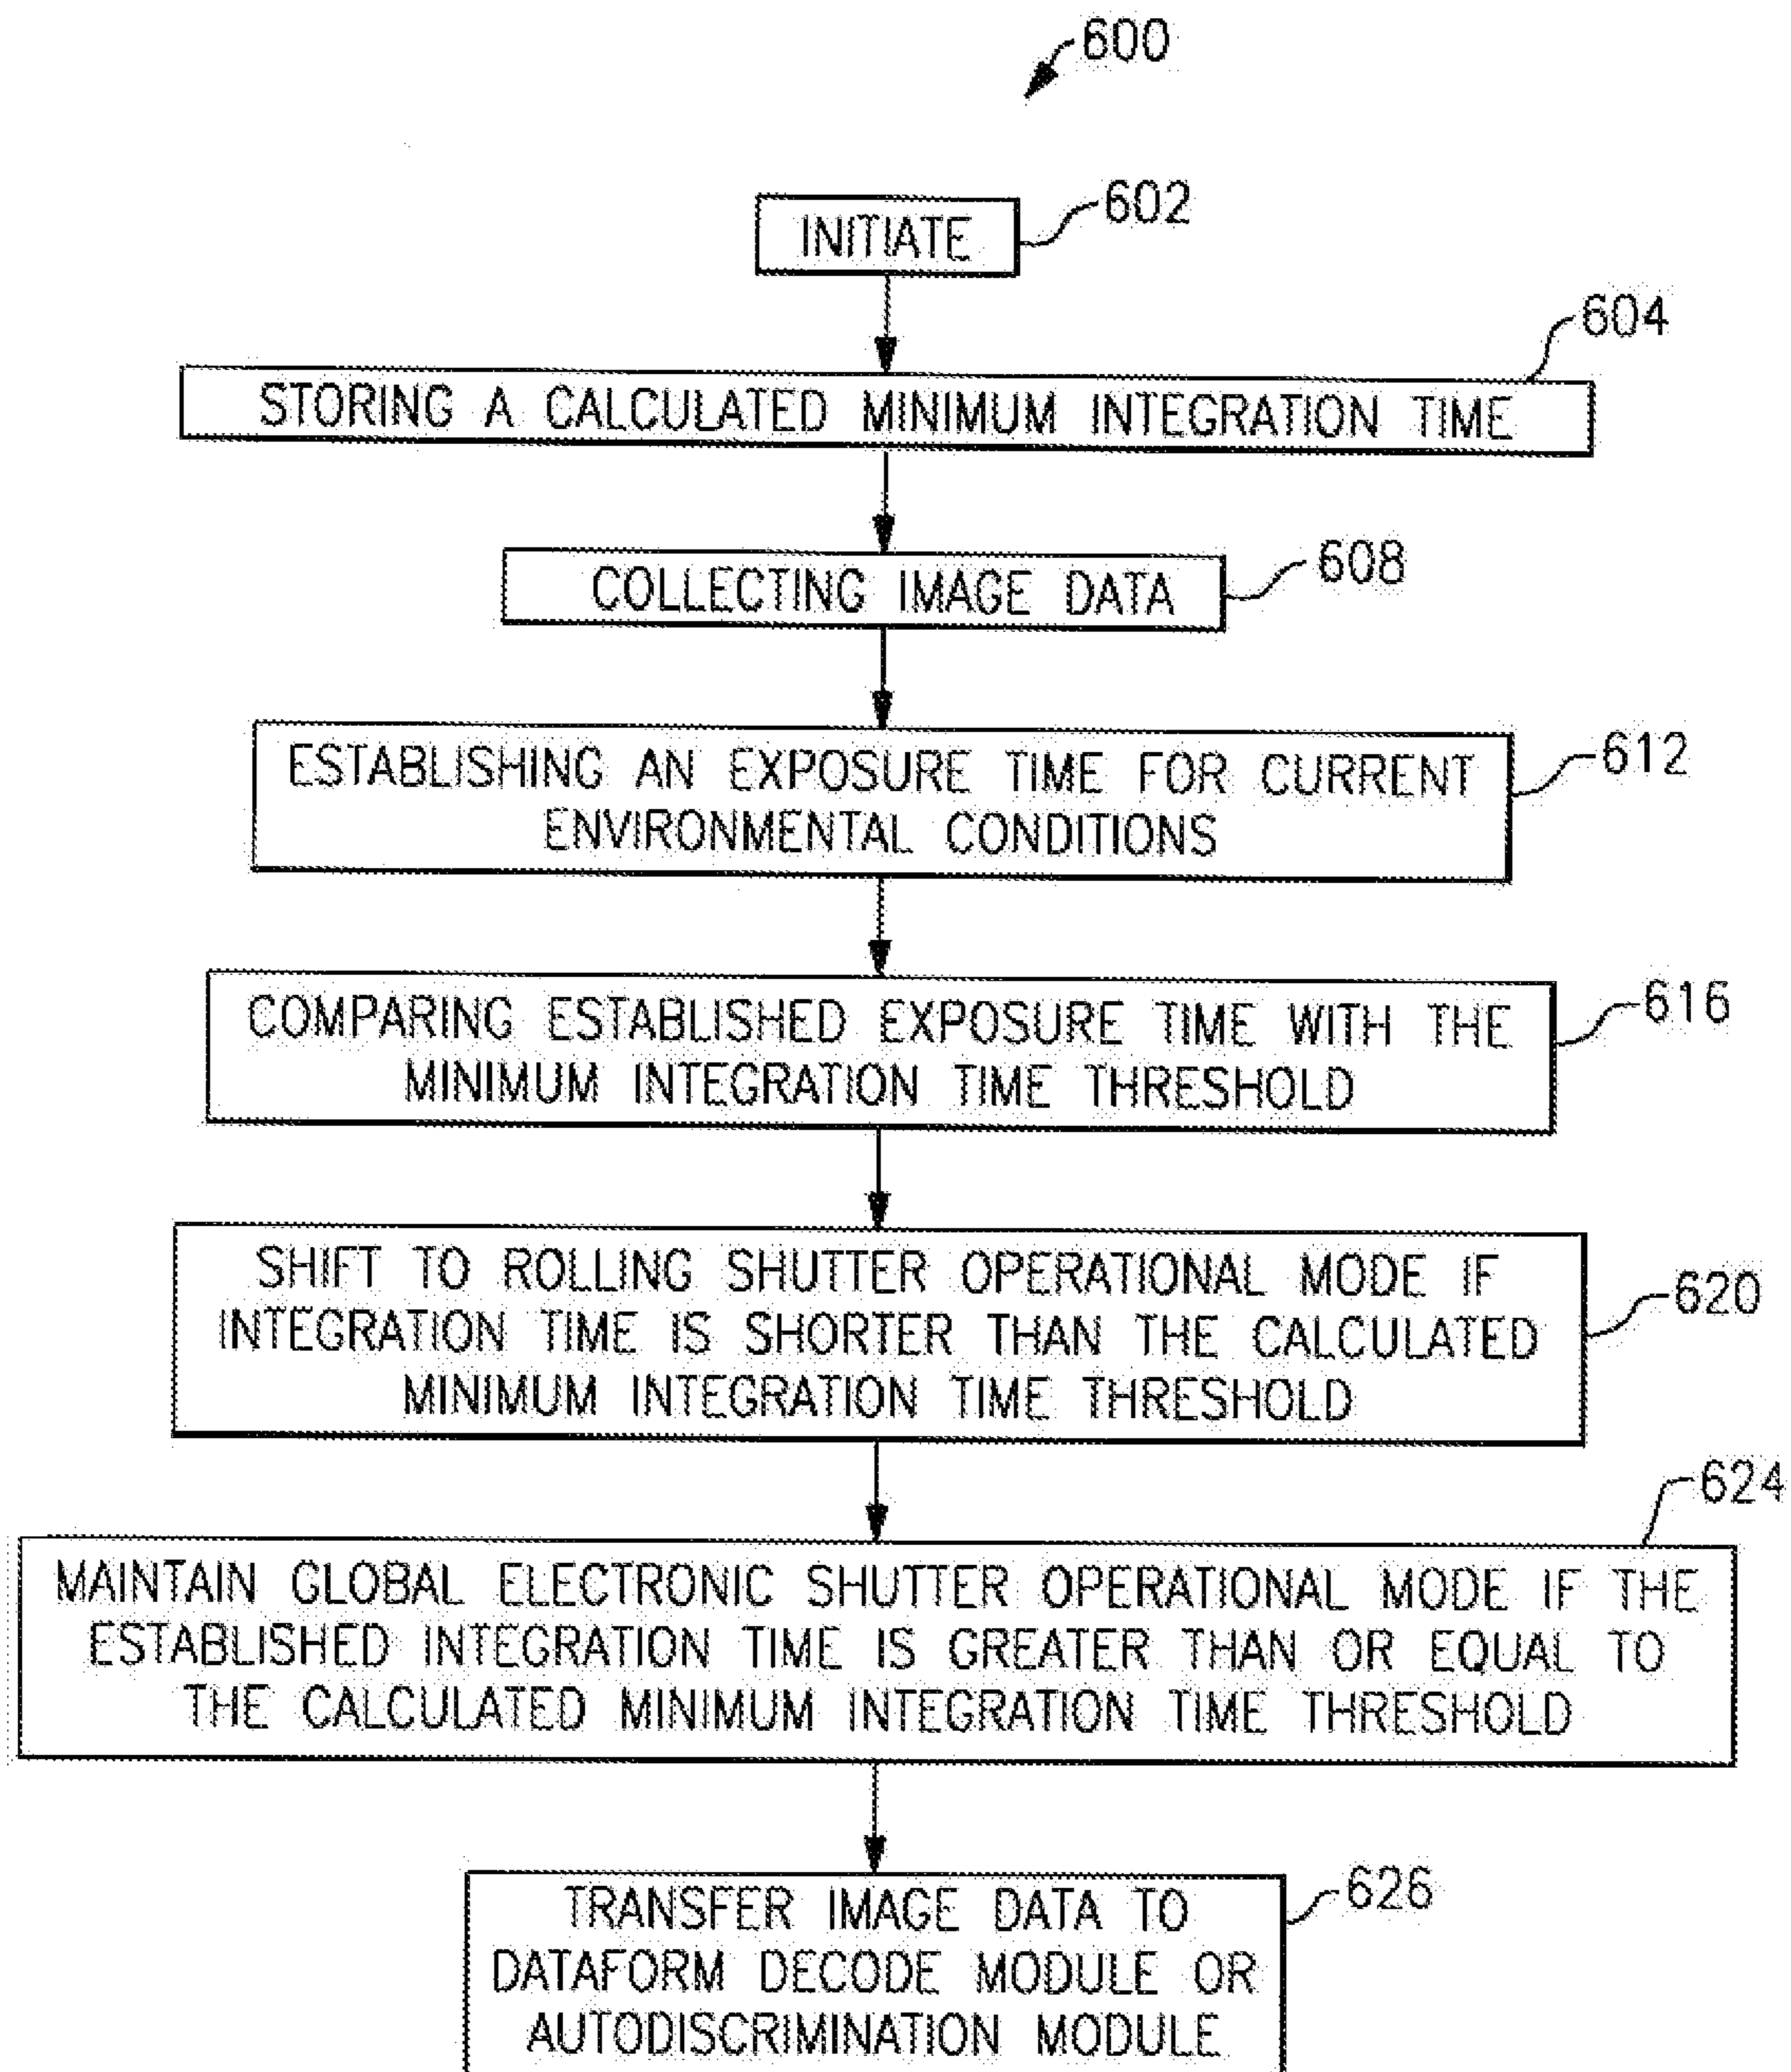 600
INITIATE
602
STORING A CALCULATED MINIMUM INTEGRATION TIME
604
COLLECTING IMAGE DATA
608
ESTABLISHING AN EXPOSURE TIME FOR CURRENT
ENVIRONMENTAL CONDITIONS
612
COMPARING ESTABLISHED EXPOSURE TIME WITH THE
MINIMUM INTEGRATION TIME THRESHOLD
616
SHIFT TO ROLLING SHUTTER OPERATIONAL MODE IF
INTEGRATION TIME IS SHORTER THAN THE CALCULATED
MINIMUM INTEGRATION TIME THRESHOLD
620
MAINTAIN GLOBAL ELECTRONIC SHUTTER OPERATIONAL MODE IF THE
ESTABLISHED INTEGRATION TIME IS GREATER THAN OR EQUAL TO
THE CALCULATED MINIMUM INTEGRATION TIME THRESHOLD
624
TRANSFER IMAGE DATA TO
DATAFORM DECODE MODULE OR
AUTODISCRIMINATION MODULE
626